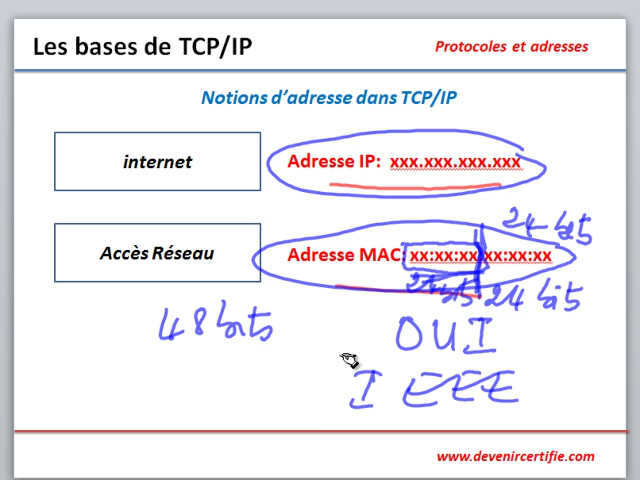 Les bases de TCP/IP
Protocoles et adresses
Notions d'adresse dans TCP/IP
internet
Adresse IP: xxx.xxx.xxx.xxx
24 bits
Accès Réseau
Adresse MAC: xx:xx:xx:xx:xx:xx
24 bits 24 bits
48 bits
OUI
IEEE
www.devenircertifie.com